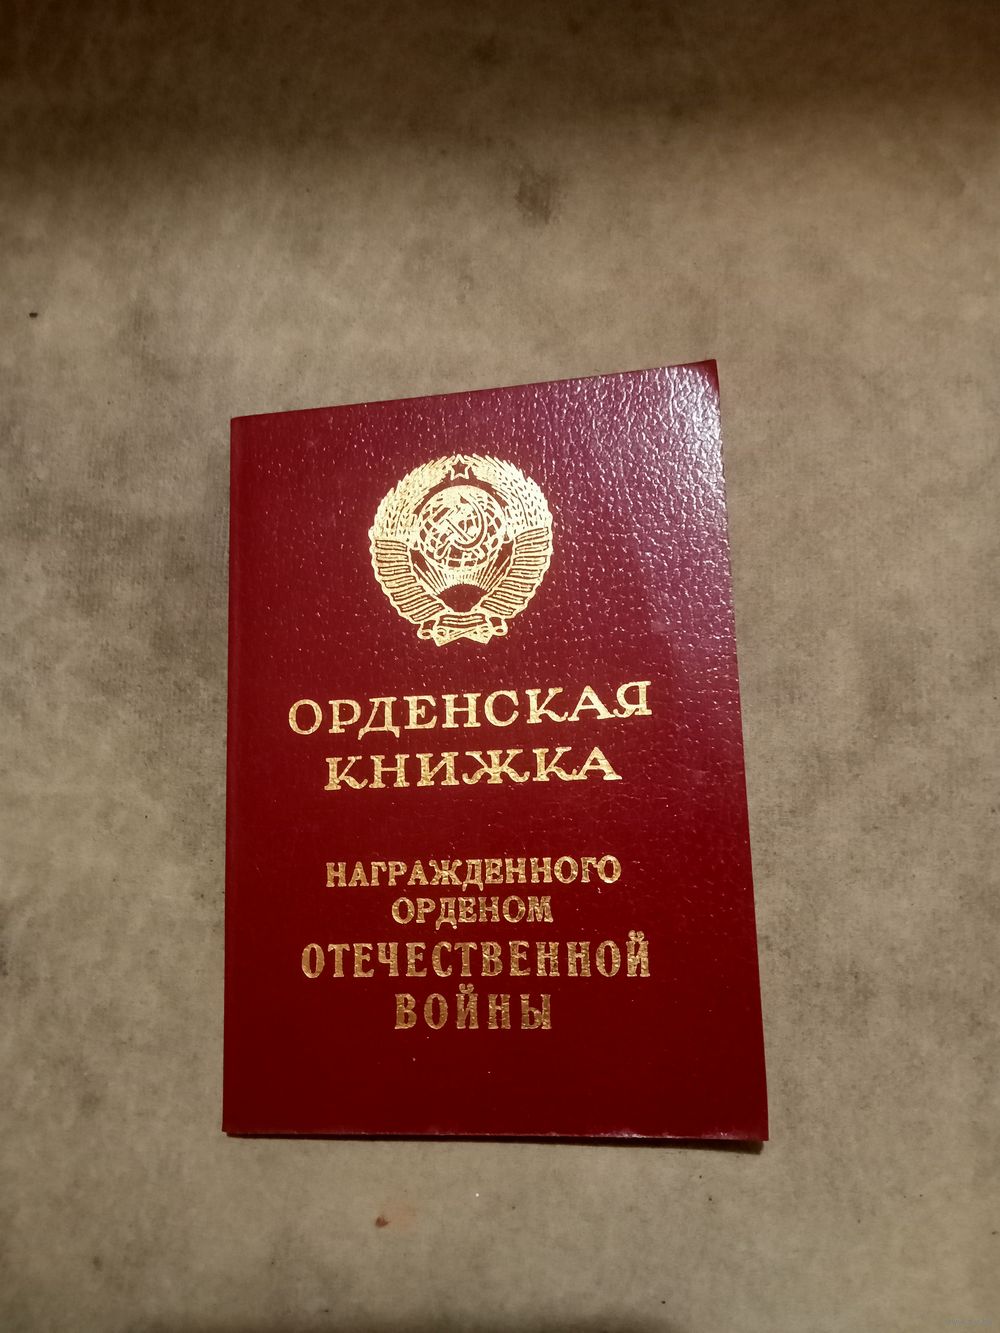 ОРДЕНСКАЯ
КНИЖКА
НАГРАЖДЕННОГО
ОРДЕНОМ
ОТЕЧЕСТВЕННОЙ
ВОЙНЫ